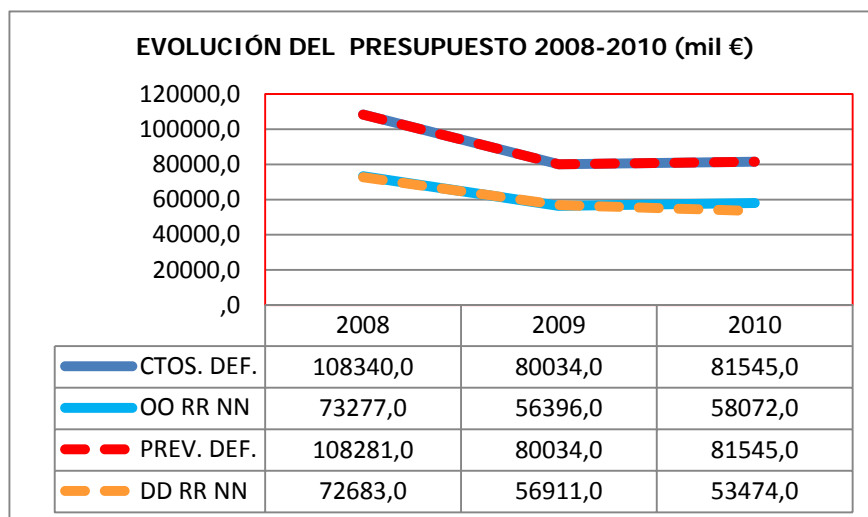 EVOLUCIÓN DEL PRESUPUESTO 2008-2010 (mil €)
120000,0
100000,0
80000,0
60000,0
40000,0
20000,0
,0
2008 2009 2010
CTOS. DEF. 108340,0 80034,0 81545,0
OO RR NN 73277,0 56396,0 58072,0
PREV. DEF. 108281,0 80034,0 81545,0
DD RR NN 72683,0 56911,0 53474,0